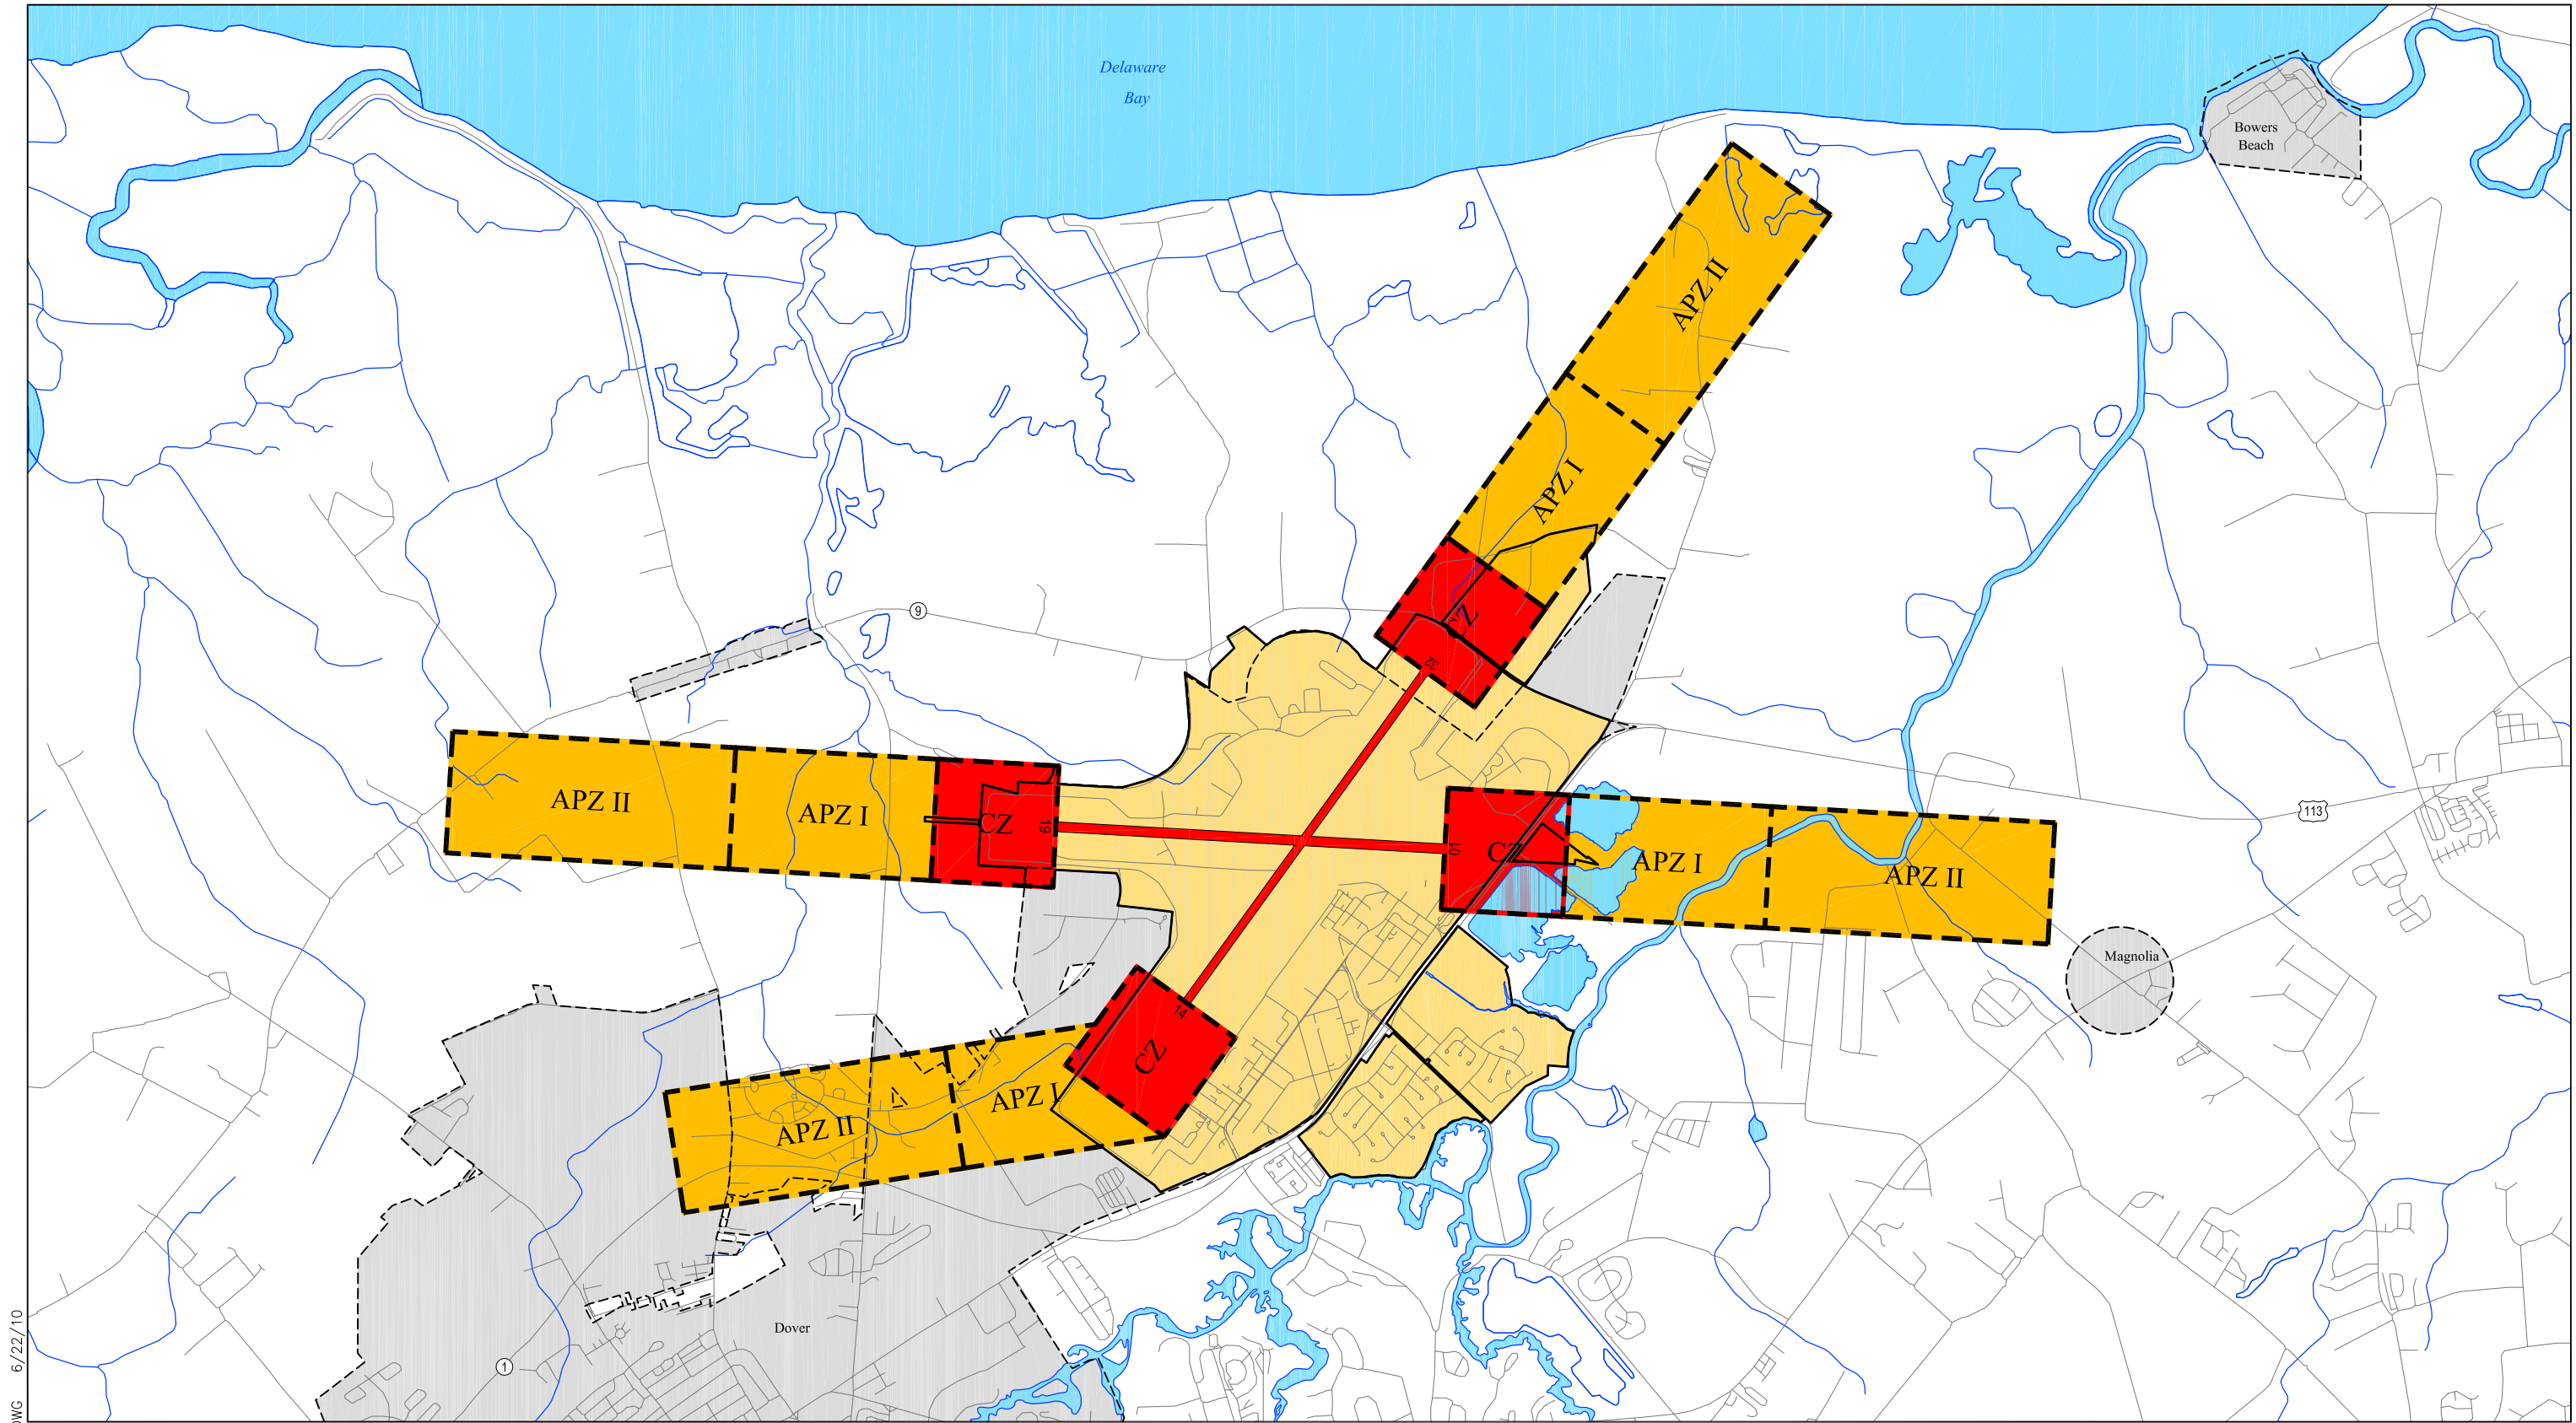 Delaware
Bay
Bowers
Beach
APZ II
APZ I
9
CZ
32
APZ II
APZ I
CZ
19
01
CZ
APZ I
APZ II
113
Magnolia
14
CZ
APZ I
APZ II
Dover
1
6/22/10